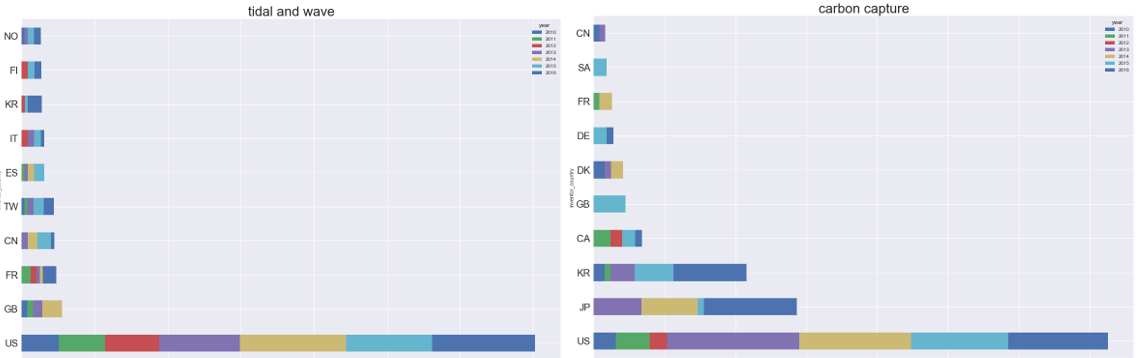 tidal and wave
year
2010
2011
2012
2013
2014
2015
2016
NO
FI
KR
IT
ES
TW
CN
FR
GB
US
carbon capture
year
2010
2011
2012
2013
2014
2015
2016
inventor_country
CN
SA
FR
DE
DK
GB
CA
KR
JP
US